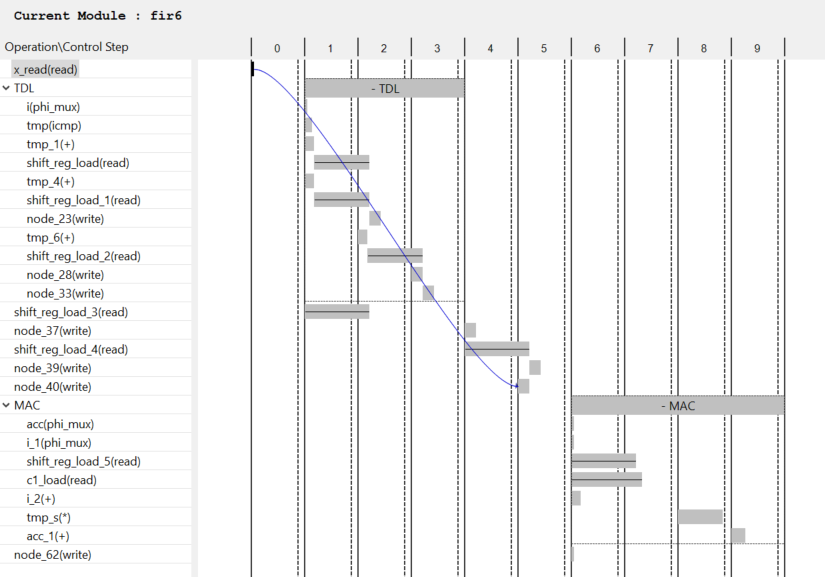 Current Module : fir6
Operation\Control Step 0 1 2 3 4 5 6 7 8 9
x_read(read)
TDL - TDL
i(phi_mux)
tmp(icmp)
tmp_1(+)
shift_reg_load(read)
tmp_4(+)
shift_reg_load_1(read)
node_23(write)
tmp_6(+)
shift_reg_load_2(read)
node_28(write)
node_33(write)
shift_reg_load_3(read)
node_37(write)
shift_reg_load_4(read)
node_39(write)
node_40(write)
MAC - MAC
acc(phi_mux)
i_1(phi_mux)
shift_reg_load_5(read)
c1_load(read)
i_2(+)
tmp_s(*)
acc_1(+)
node_62(write)